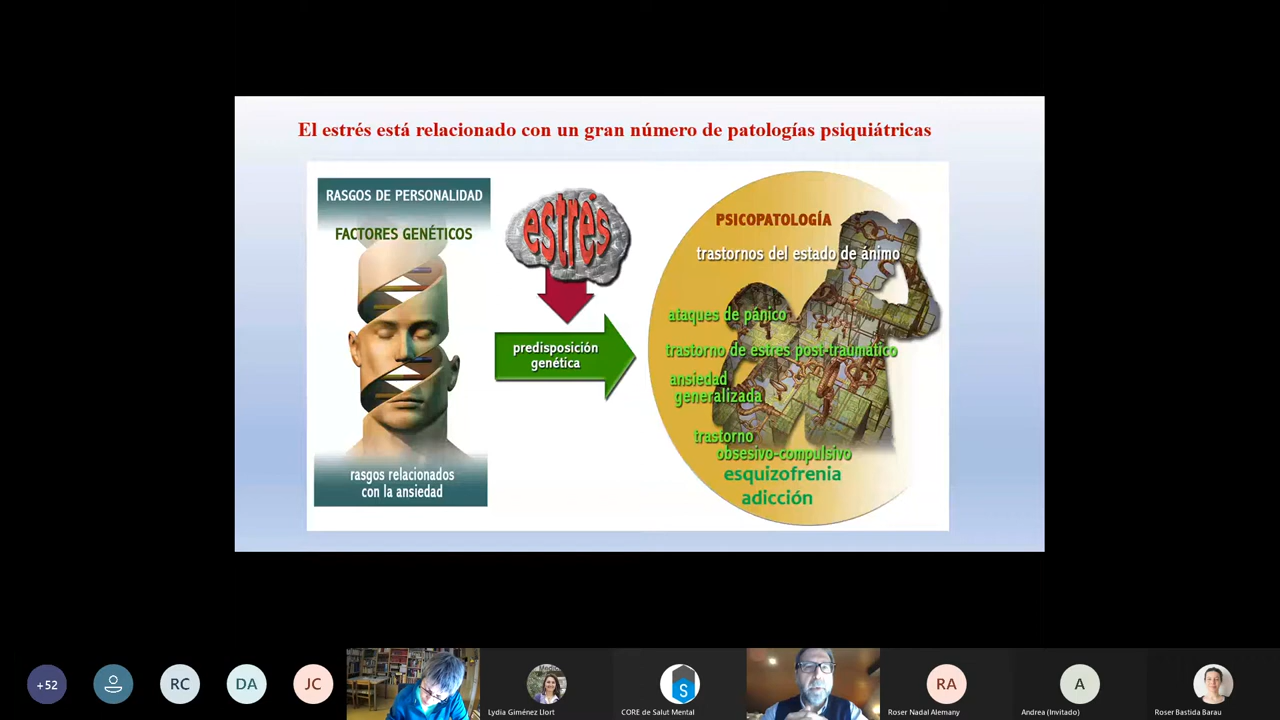 El estrés está relacionado con un gran número de patologías psiquiátricas
RASGOS DE PERSONALIDAD
FACTORES GENÉTICOS
rasgos relacionados
con la ansiedad
estrés
predisposición
genética
PSICOPATOLOGÍA
trastornos del estado de ánimo
ataques de pánico
trastorno de estres post-traumatico
ansiedad
generalizada
trastorno
obsesivo-compulsivo
esquizofrenia
adicción
+52
RC
DA
JC
Lydia Giménez Llort
S
CORE de Salut Mental
RA
Roser Nadal Alemany
A
Andrea (Invitado)
Roser Bastida Barau